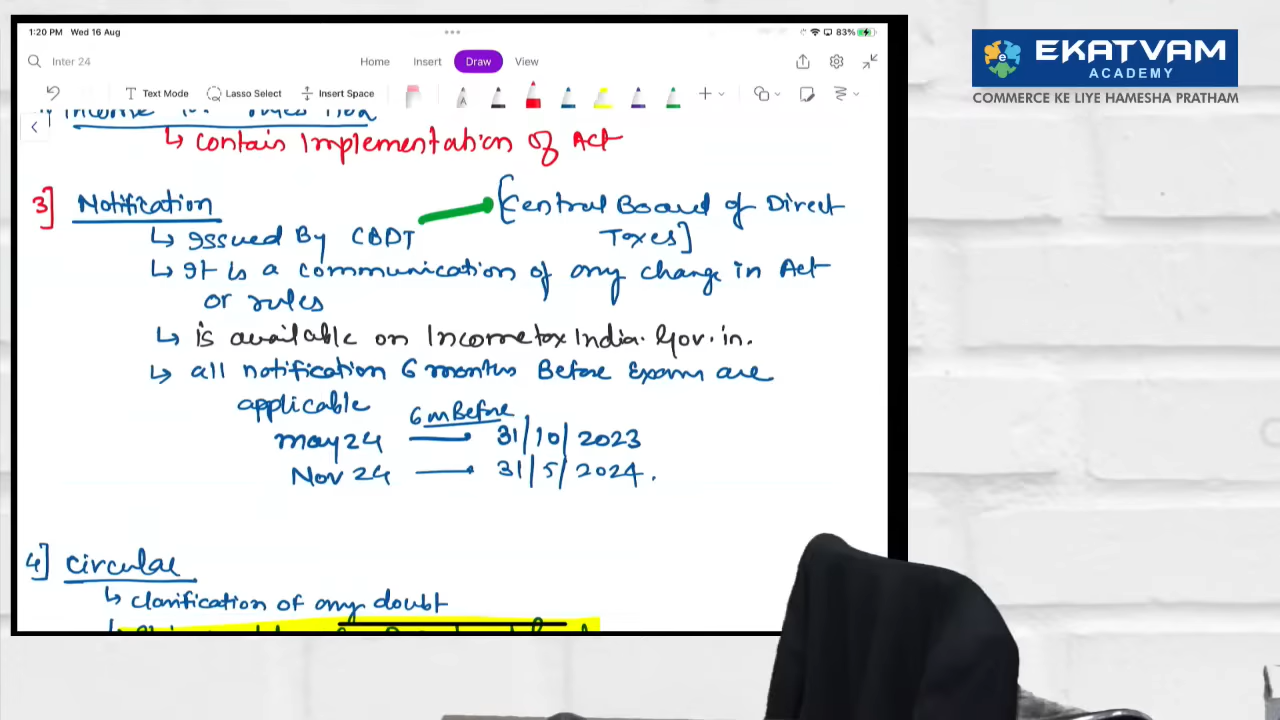 1:20 PM Wed 16 Aug
83%
Inter 24
Home Insert Draw View
Text Mode Lasso Select Insert Space
EKATVAM
ACADEMY
COMMERCE KE LIYE HAMESHA PRATHAM
↳ contain Implementation of Act
3] Notification
↳ Issued By CBDT
[Central Board of Direct
Taxes]
↳ It is a communication of any change in Act
or rules
↳ is available on IncometaxIndia.Gov.in.
↳ all notification 6 months Before Exam are
applicable
6m Before
May 24 → 31/10/2023
Nov 24 → 31/5/2024.
4] Circular
↳ clarification of any doubt